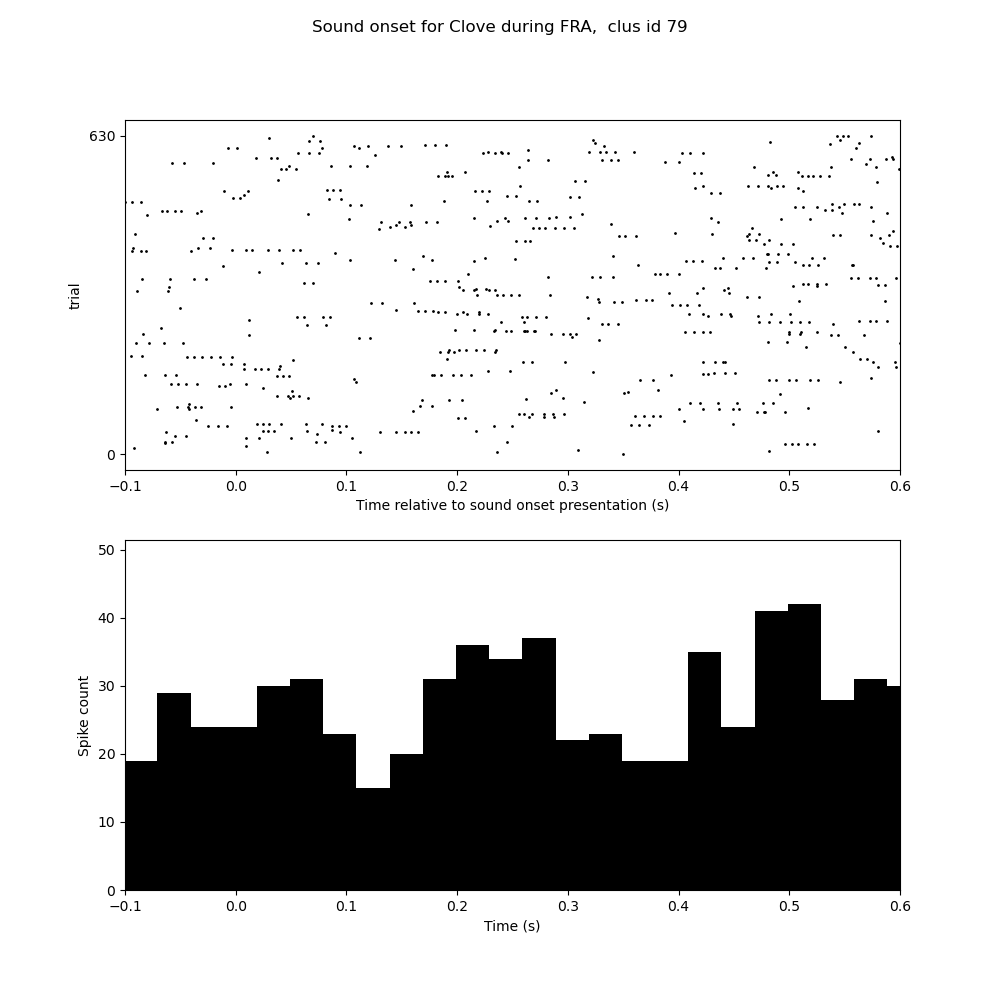 Sound onset for Clove during FRA,  clus id 79
630
trial
0
−0.1 0.0 0.1 0.2 0.3 0.4 0.5 0.6
Time relative to sound onset presentation (s)
50
40
30
Spike count
20
10
0
−0.1 0.0 0.1 0.2 0.3 0.4 0.5 0.6
Time (s)